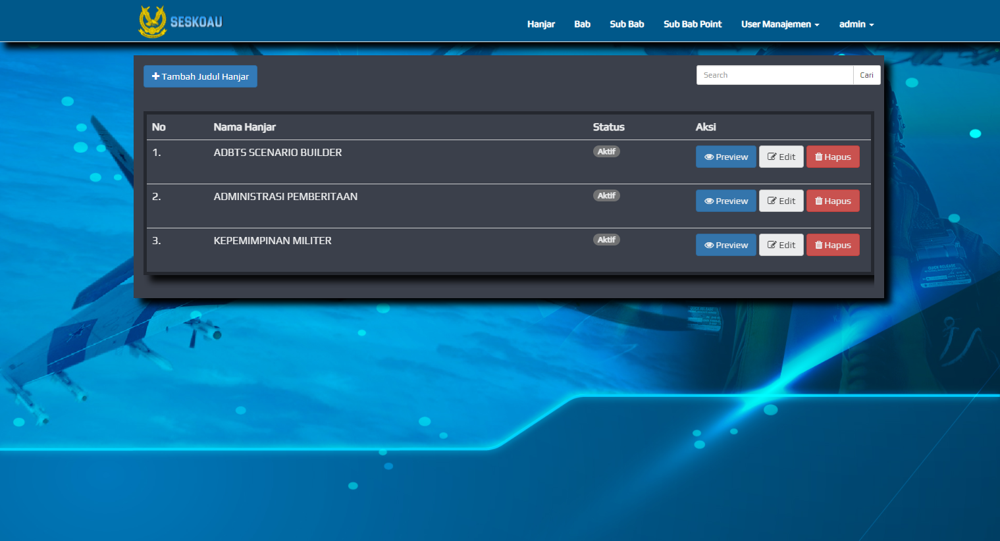 SESKOAU
Hanjar Bab Sub Bab Sub Bab Point User Manajemen admin
Tambah Judul Hanjar Search Cari
No Nama Hanjar Status Aksi
1. ADBTS SCENARIO BUILDER Aktif Preview Edit Hapus
2. ADMINISTRASI PEMBERITAAN Aktif Preview Edit Hapus
3. KEPEMIMPINAN MILITER Aktif Preview Edit Hapus
QUICK RELEASE